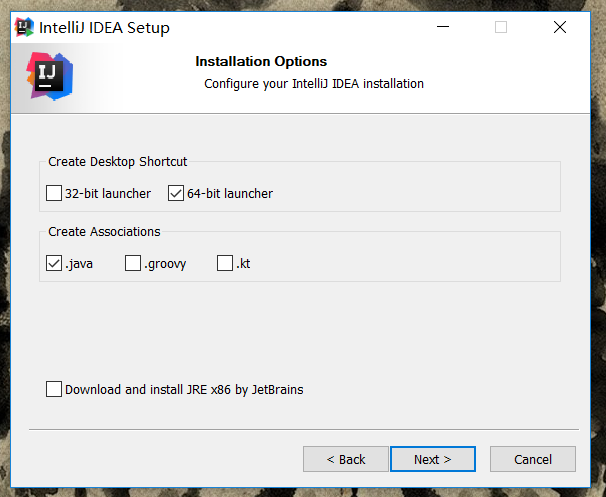 IntelliJ IDEA Setup
IJ
Installation Options
Configure your IntelliJ IDEA installation
Create Desktop Shortcut
32-bit launcher 64-bit launcher
Create Associations
.java .groovy .kt
Download and install JRE x86 by JetBrains
< Back Next > Cancel